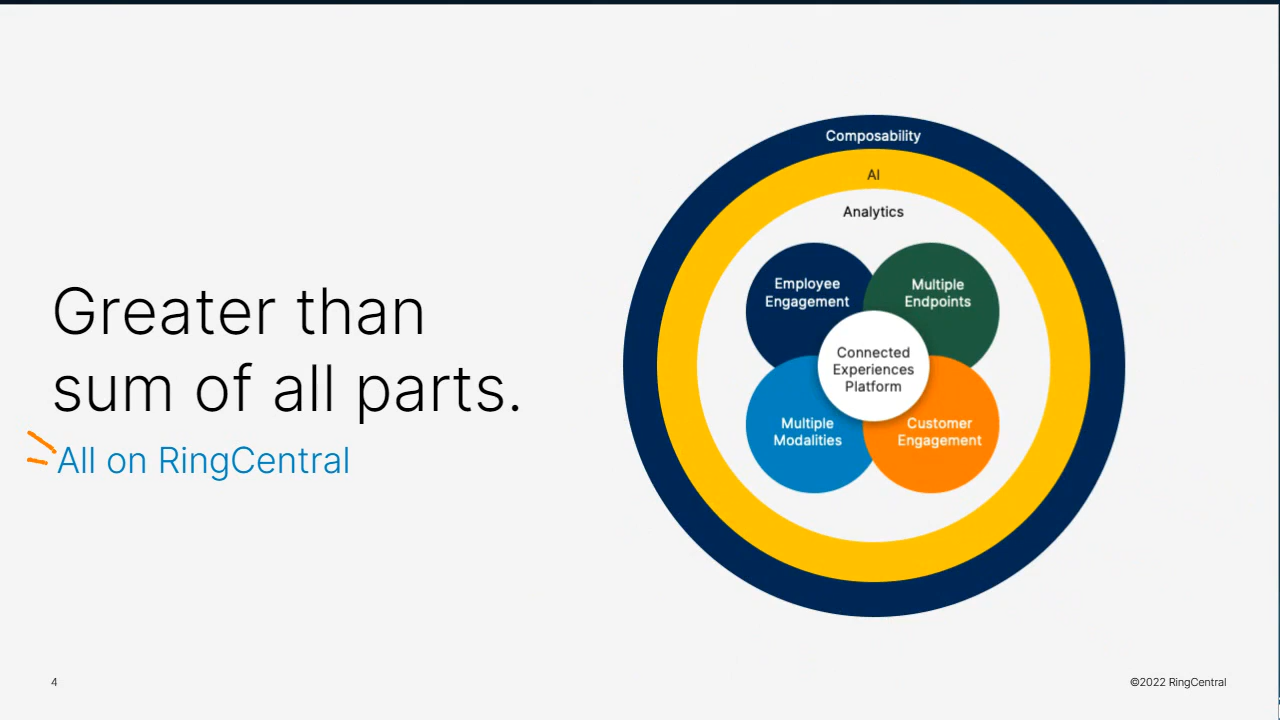 Greater than
sum of all parts.
All on RingCentral
Composability
AI
Analytics
Employee
Engagement
Multiple
Endpoints
Connected
Experiences
Platform
Multiple
Modalities
Customer
Engagement
4
©2022 RingCentral